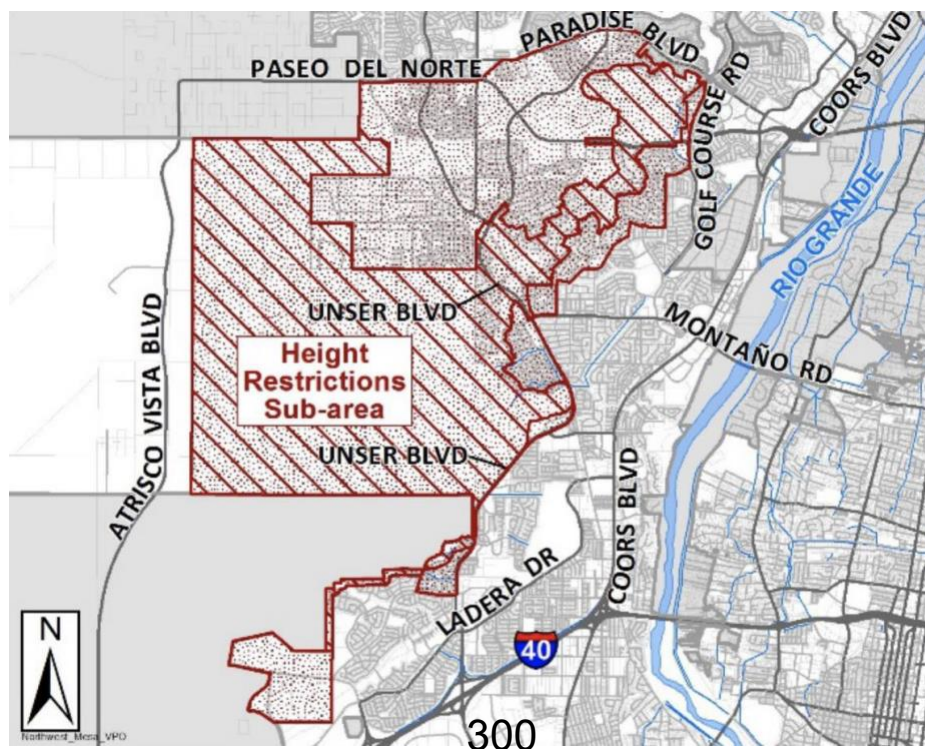 PARADISE BLVD
PASEO DEL NORTE
GOLF COURSE RD
COORS BLVD
RIO GRANDE
UNSER BLVD
MONTAÑO RD
ATRISCO VISTA BLVD
Height
Restrictions
Sub-area
UNSER BLVD
COORS BLVD
LADERA DR
N
40
Northwest_Mesa_VPO
300